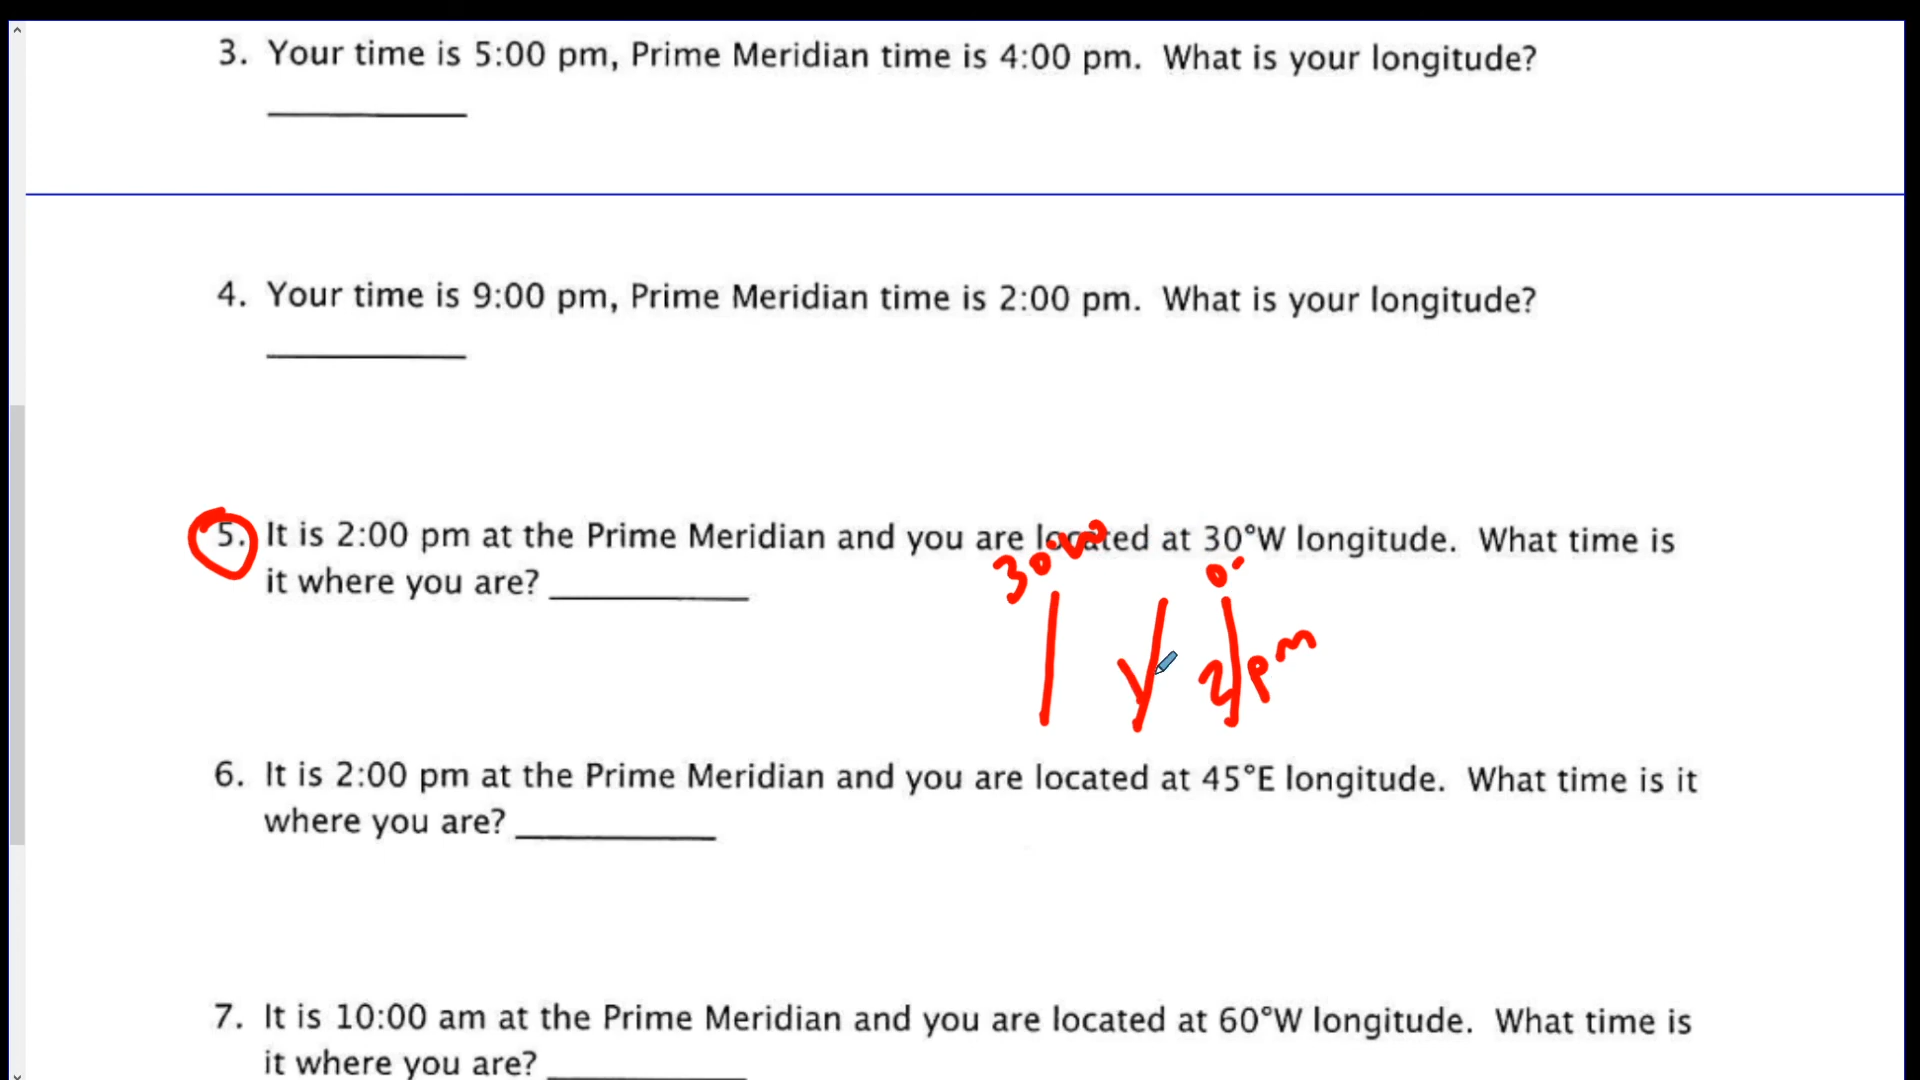 3. Your time is 5:00 pm, Prime Meridian time is 4:00 pm. What is your longitude?
4. Your time is 9:00 pm, Prime Meridian time is 2:00 pm. What is your longitude?
5. It is 2:00 pm at the Prime Meridian and you are located at 30°W longitude. What time is
it where you are?
30°W 0°
2pm
6. It is 2:00 pm at the Prime Meridian and you are located at 45°E longitude. What time is it
where you are?
7. It is 10:00 am at the Prime Meridian and you are located at 60°W longitude. What time is
it where you are?